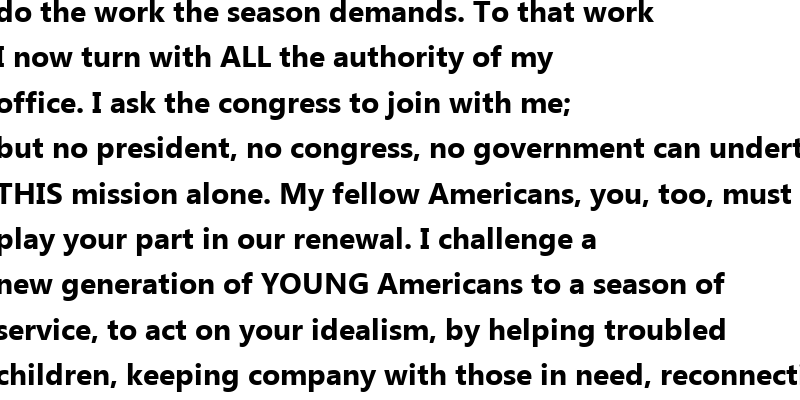 do the work the season demands. To that work
I now turn with ALL the authority of my
office. I ask the congress to join with me;
but no president, no congress, no government can undert
THIS mission alone. My fellow Americans, you, too, must
play your part in our renewal. I challenge a
new generation of YOUNG Americans to a season of
service, to act on your idealism, by helping troubled
children, keeping company with those in need, reconnecti